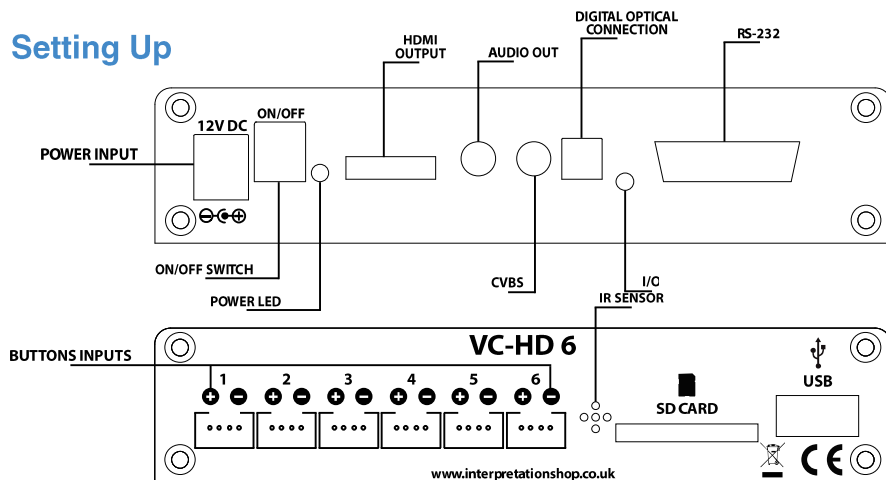 Setting Up
HDMI
OUTPUT
AUDIO OUT
DIGITAL OPTICAL
CONNECTION
RS-232
ON/OFF
12V DC
POWER INPUT
ON/OFF SWITCH
POWER LED
CVBS
I/O
IR SENSOR
BUTTONS INPUTS
VC-HD 6
1 2 3 4 5 6
SD CARD
USB
CE
www.interpretationshop.co.uk